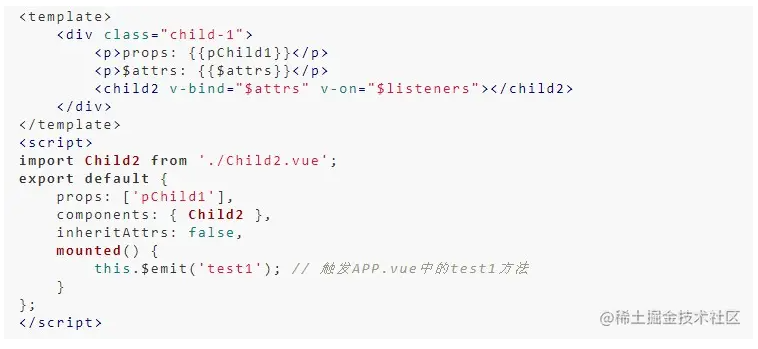 <template>
    <div class="child-1">
        <p>props: {{pChild1}}</p>
        <p>$attrs: {{$attrs}}</p>
        <child2 v-bind="$attrs" v-on="$listeners"></child2>
    </div>
</template>
<script>
import Child2 from './Child2.vue';
export default {
    props: ['pChild1'],
    components: { Child2 },
    inheritAttrs: false,
    mounted() {
        this.$emit('test1'); // 触发APP.vue中的test1方法
    }
};
</script>
@稀土掘金技术社区